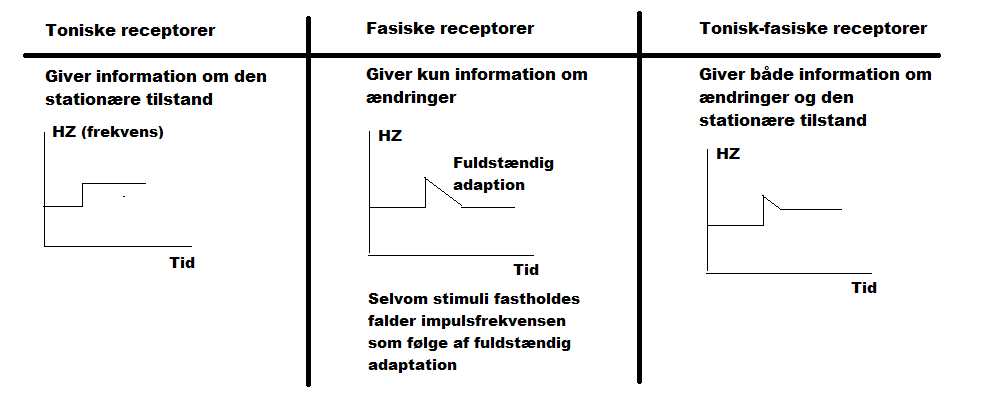 Toniske receptorer
Giver information om den
stationære tilstand
HZ (frekvens)
Tid
Fasiske receptorer
Giver kun information om
ændringer
HZ
Fuldstændig
adaption
Tid
Selvom stimuli fastholdes
falder impulsfrekvensen
som følge af fuldstændig
adaptation
Tonisk-fasiske receptorer
Giver både information om
ændringer og den
stationære tilstand
HZ
Tid